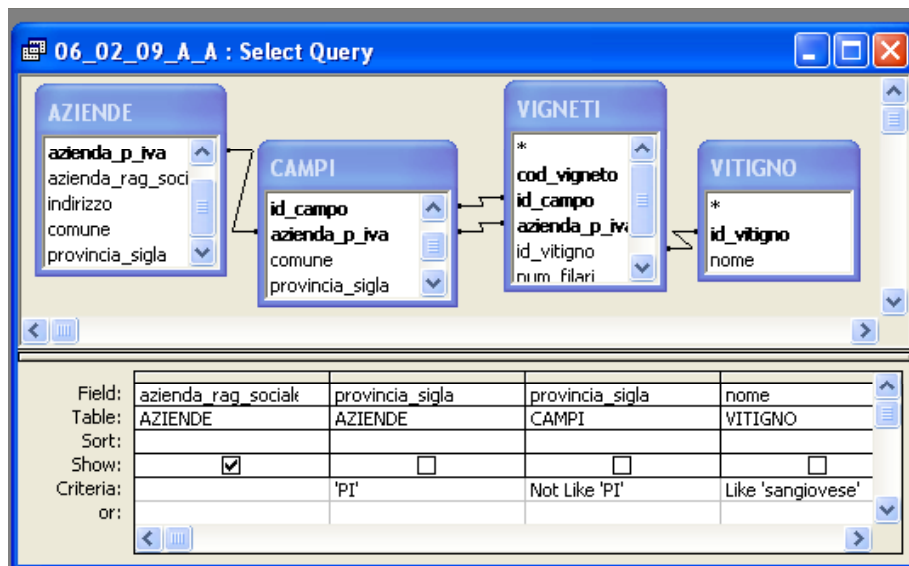 06_02_09_A_A : Select Query
AZIENDE
azienda_p_iva
azienda_rag_soci
indirizzo
comune
provincia_sigla
CAMPI
id_campo
azienda_p_iva
comune
provincia_sigla
VIGNETI
*
cod_vigneto
id_campo
azienda_p_iva
id_vitigno
num_filari
VITIGNO
*
id_vitigno
nome
Field: azienda_rag_sociale provincia_sigla provincia_sigla nome
Table: AZIENDE AZIENDE CAMPI VITIGNO
Sort:
Show:
Criteria: 'PI' Not Like 'PI' Like 'sangiovese'
or: